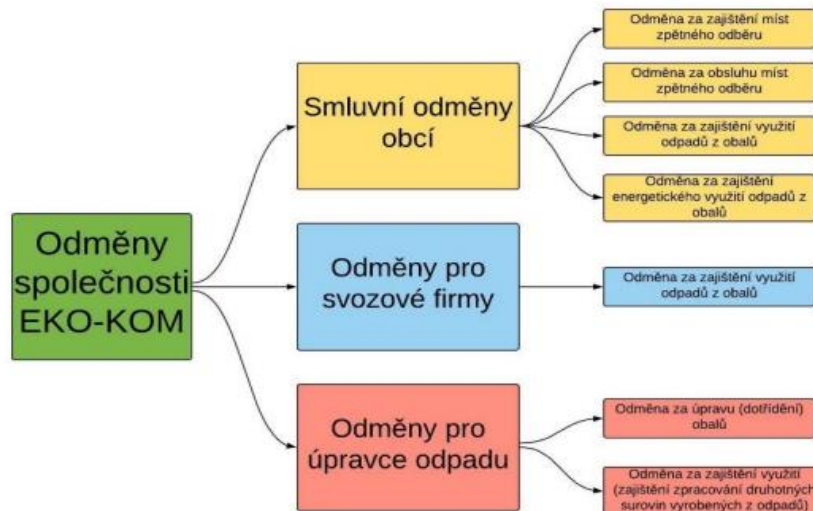 Odměny
společnosti
EKO-KOM
Smluvní odměny
obcí
Odměna za zajištění míst
zpětného odběru
Odměna za obsluhu míst
zpětného odběru
Odměna za zajištění využití
odpadů z obalů
Odměna za zajištění
energetického využití odpadů z
obalů
Odměny pro
svozové firmy
Odměna za zajištění využití
odpadů z obalů
Odměny pro
úpravce odpadu
Odměna za úpravu (dotřídění)
obalů
Odměna za zajištění využití
(zajištění zpracování druhotných
surovin vyrobených z odpadů)